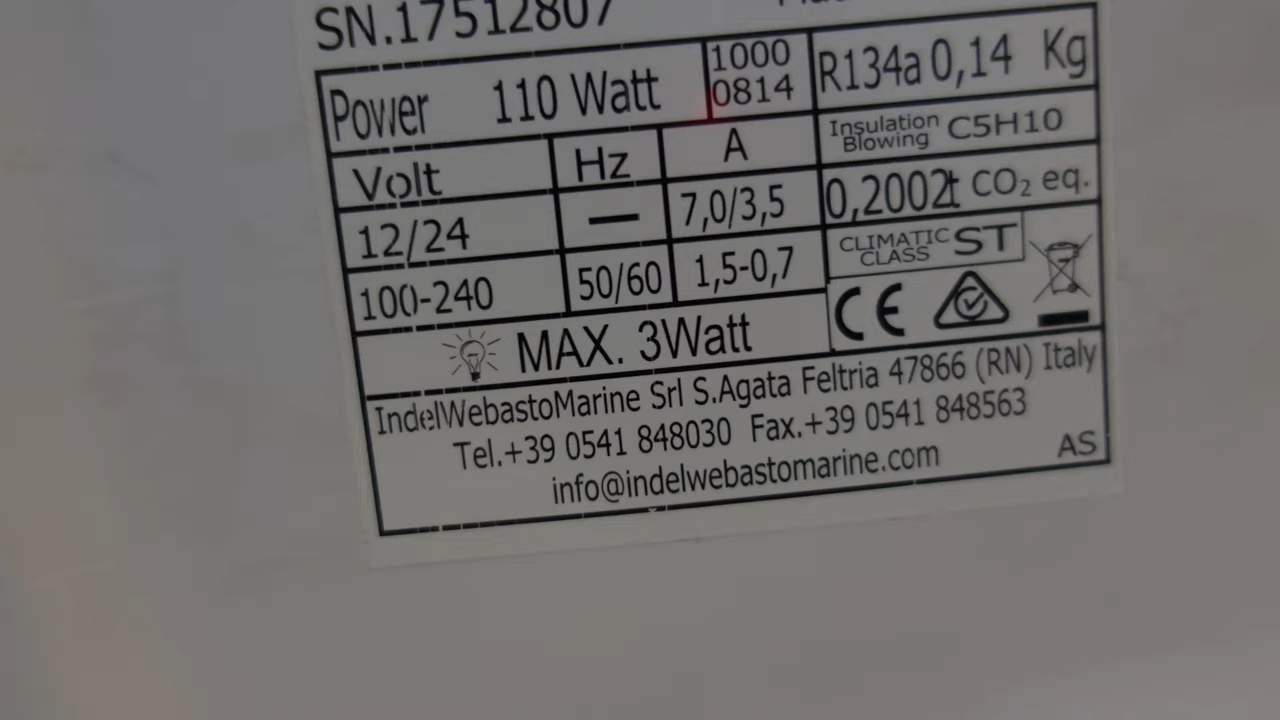 SN.17512807
Power 110 Watt
1000
0814
R134a 0,14 Kg
Insulation
Blowing
C5H10
Volt Hz A
12/24 — 7,0/3,5
0,2002t CO₂ eq.
100-240 50/60 1,5-0,7
CLIMATIC
CLASS
ST
CE
MAX. 3Watt
IndelWebastoMarine Srl S.Agata Feltria 47866 (RN) Italy
Tel.+39 0541 848030 Fax.+39 0541 848563
info@indelwebastomarine.com
AS